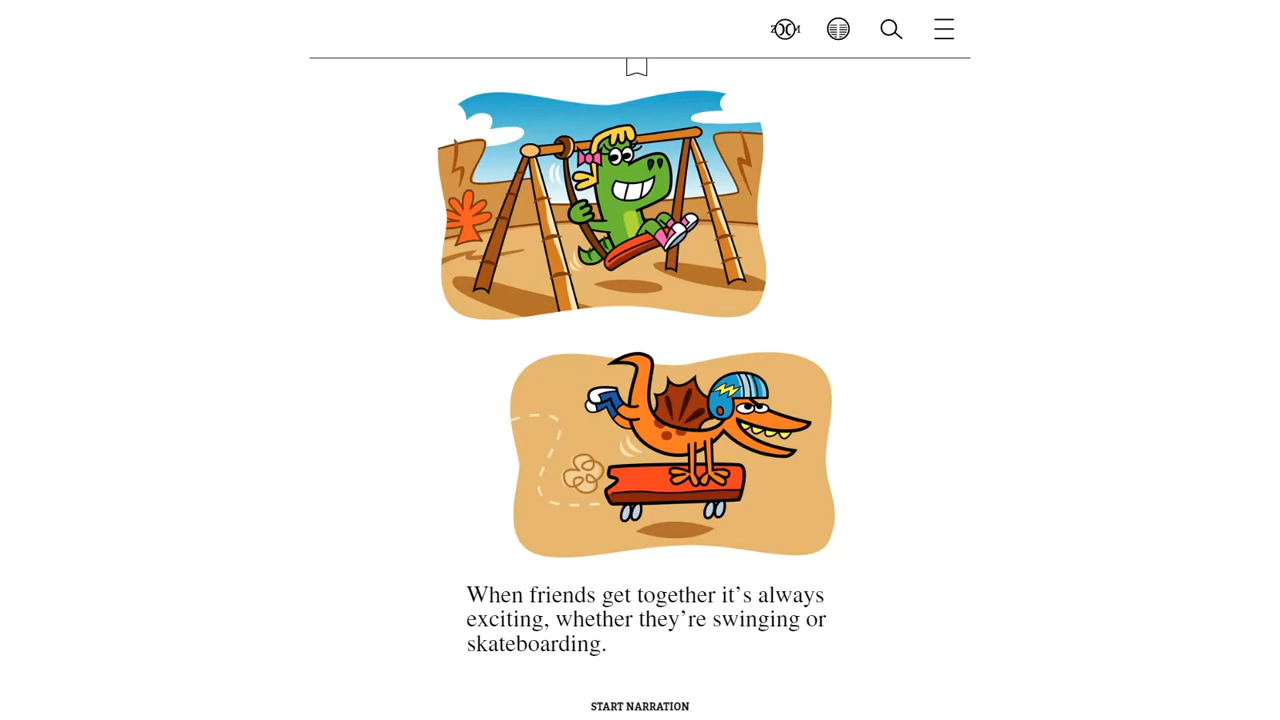 When friends get together it's always
exciting, whether they're swinging or
skateboarding.
START NARRATION